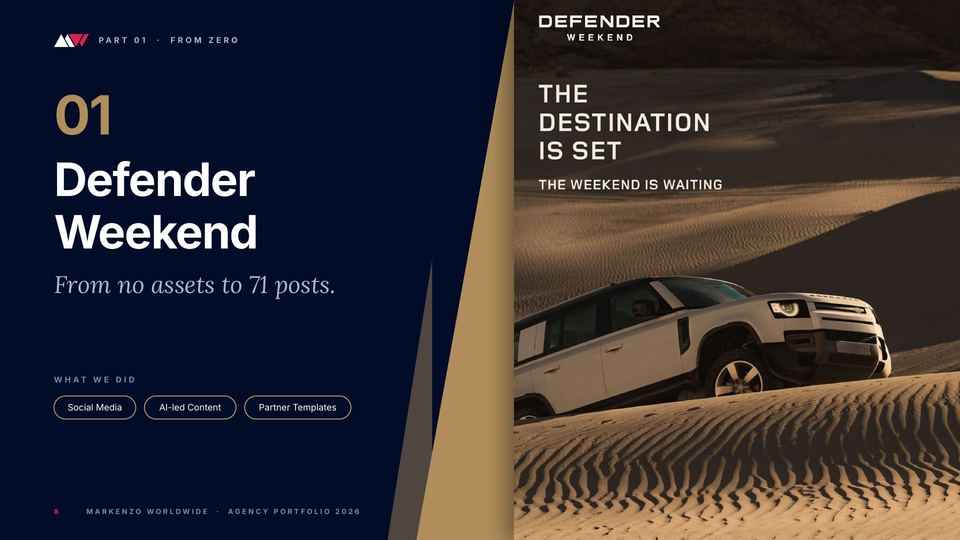 PART 01 · FROM ZERO
01
Defender
Weekend
From no assets to 71 posts.
WHAT WE DID
Social Media
AI-led Content
Partner Templates
8 MARKENZO WORLDWIDE · AGENCY PORTFOLIO 2026
DEFENDER
WEEKEND
THE
DESTINATION
IS SET
THE WEEKEND IS WAITING